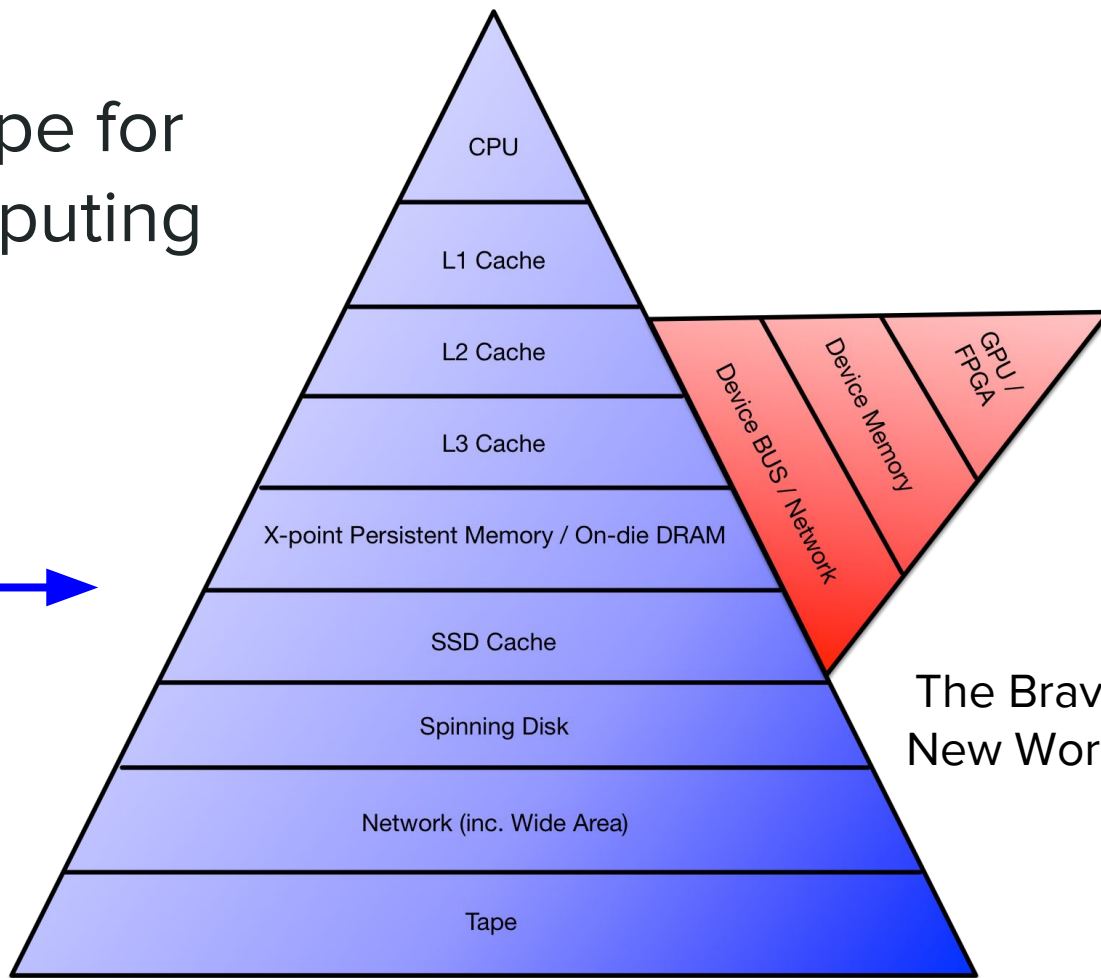 pe for
puting
CPU
L1 Cache
L2 Cache
L3 Cache
X-point Persistent Memory / On-die DRAM
SSD Cache
Spinning Disk
Network (inc. Wide Area)
Tape
Device BUS / Network
Device Memory
GPU /
FPGA
The Brav
New Wor